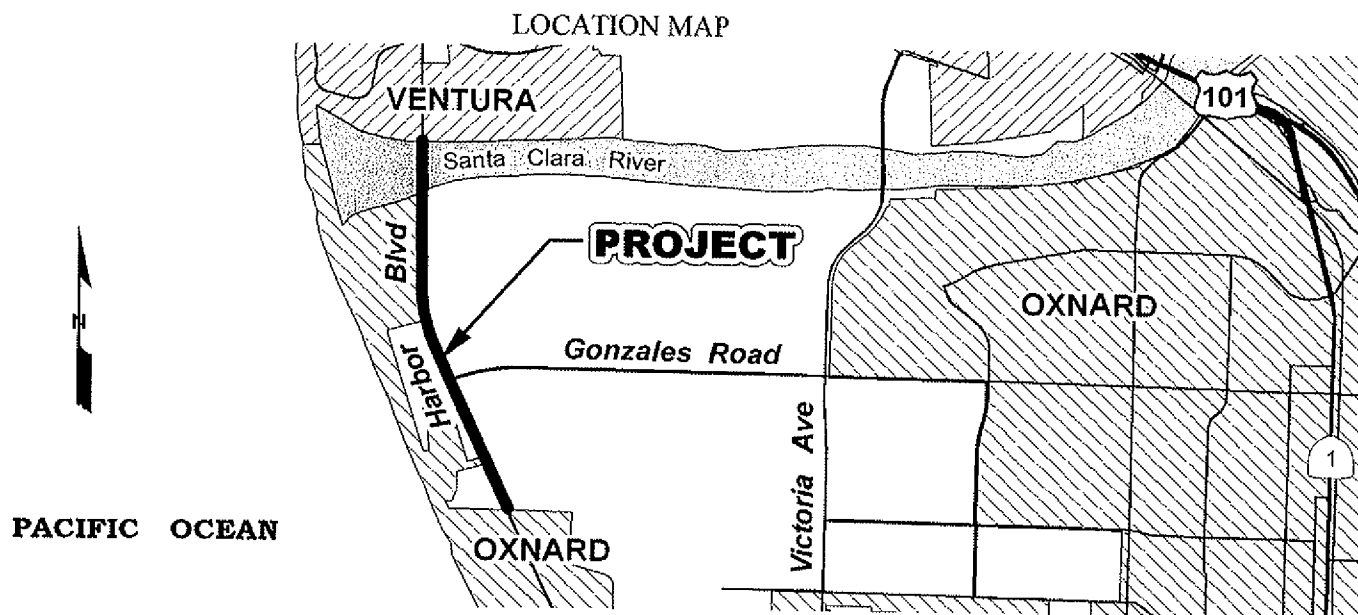 LOCATION MAP
VENTURA
101
Santa Clara River
Blvd
PROJECT
N
OXNARD
Gonzales Road
Harbor
Victoria Ave
1
PACIFIC OCEAN
OXNARD